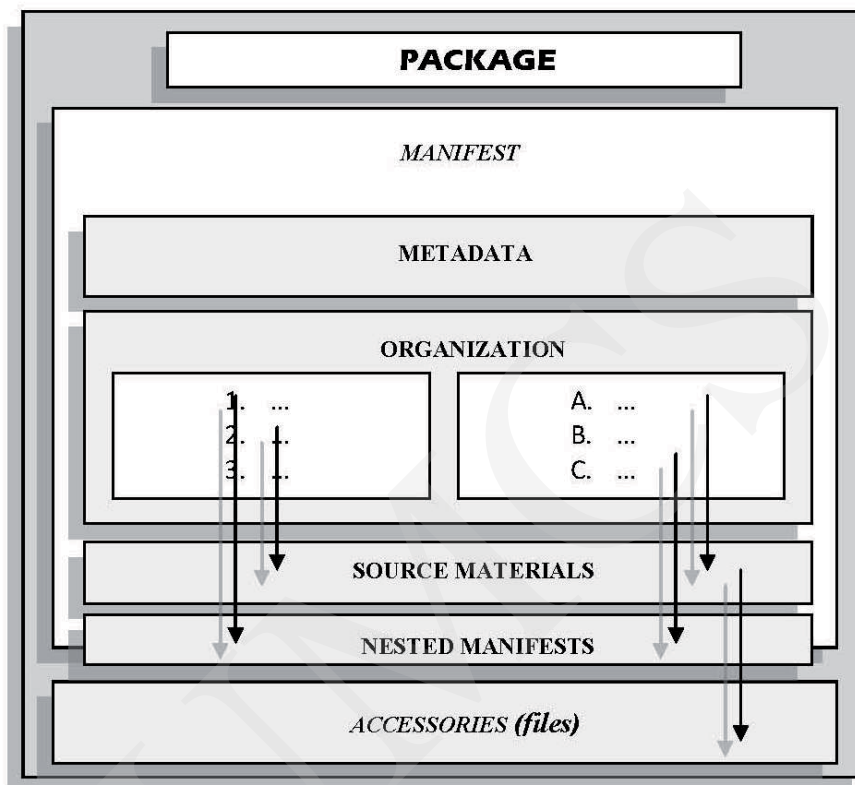 PACKAGE
MANIFEST
METADATA
ORGANIZATION
1. ...
2. ...
3. ...
A. ...
B. ...
C. ...
SOURCE MATERIALS
NESTED MANIFESTS
ACCESSORIES (files)